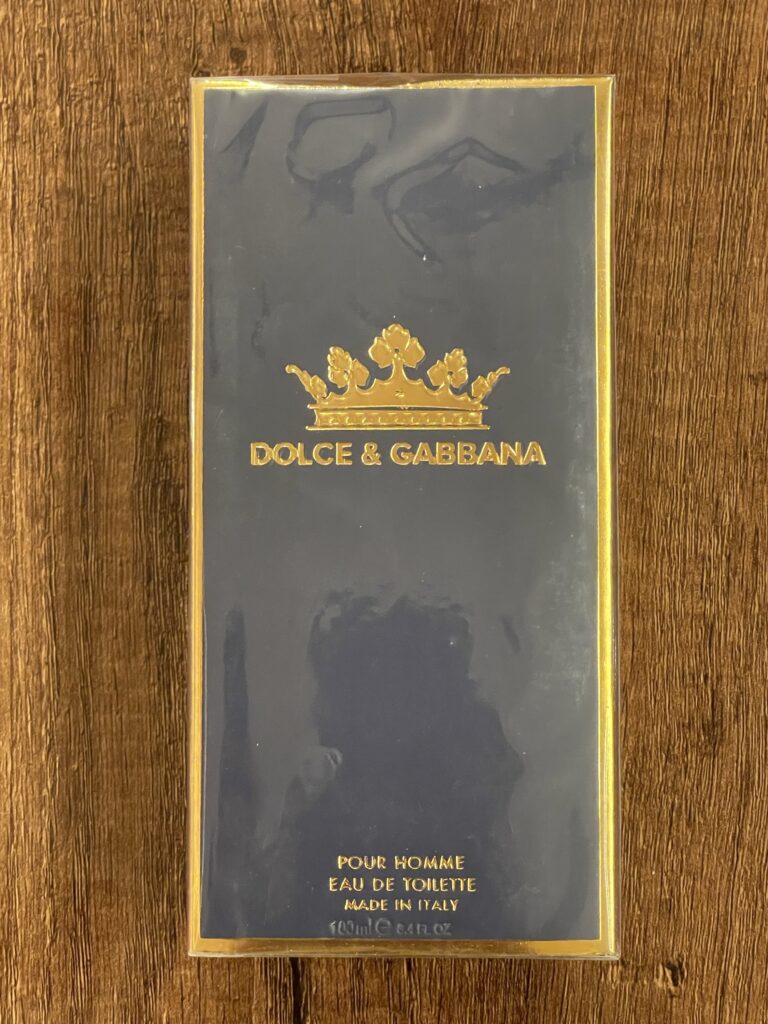 DOLCE & GABBANA
POUR HOMME
EAU DE TOILETTE
MADE IN ITALY
100ml ℮ 3.4 FL OZ